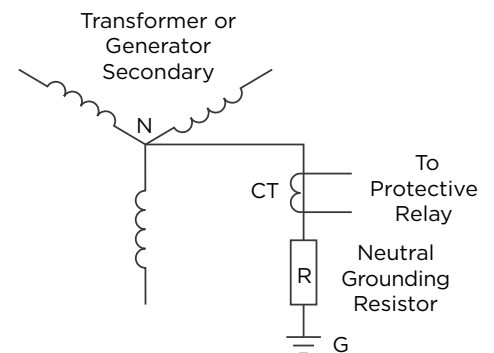 Transformer or
Generator
Secondary
N
CT
To
Protective
Relay
R
Neutral
Grounding
Resistor
G